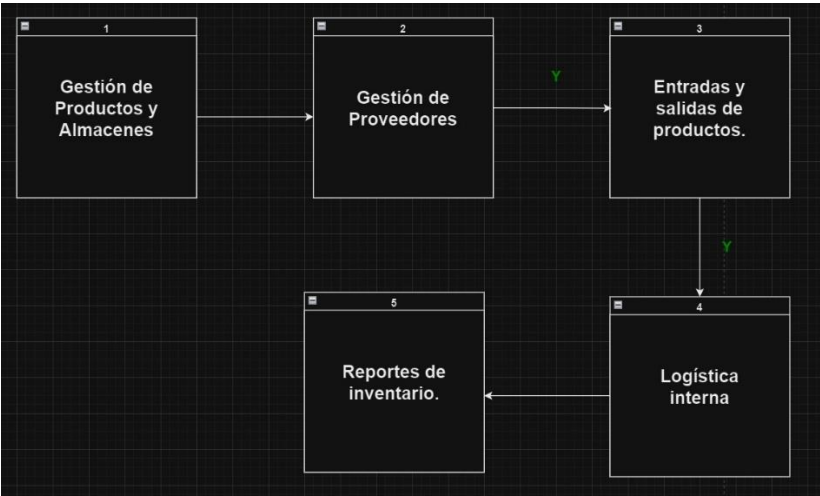 1
Gestión de
Productos y
Almacenes
2
Gestión de
Proveedores
Y
3
Entradas y
salidas de
productos.
Y
4
Logística
interna
5
Reportes de
inventario.